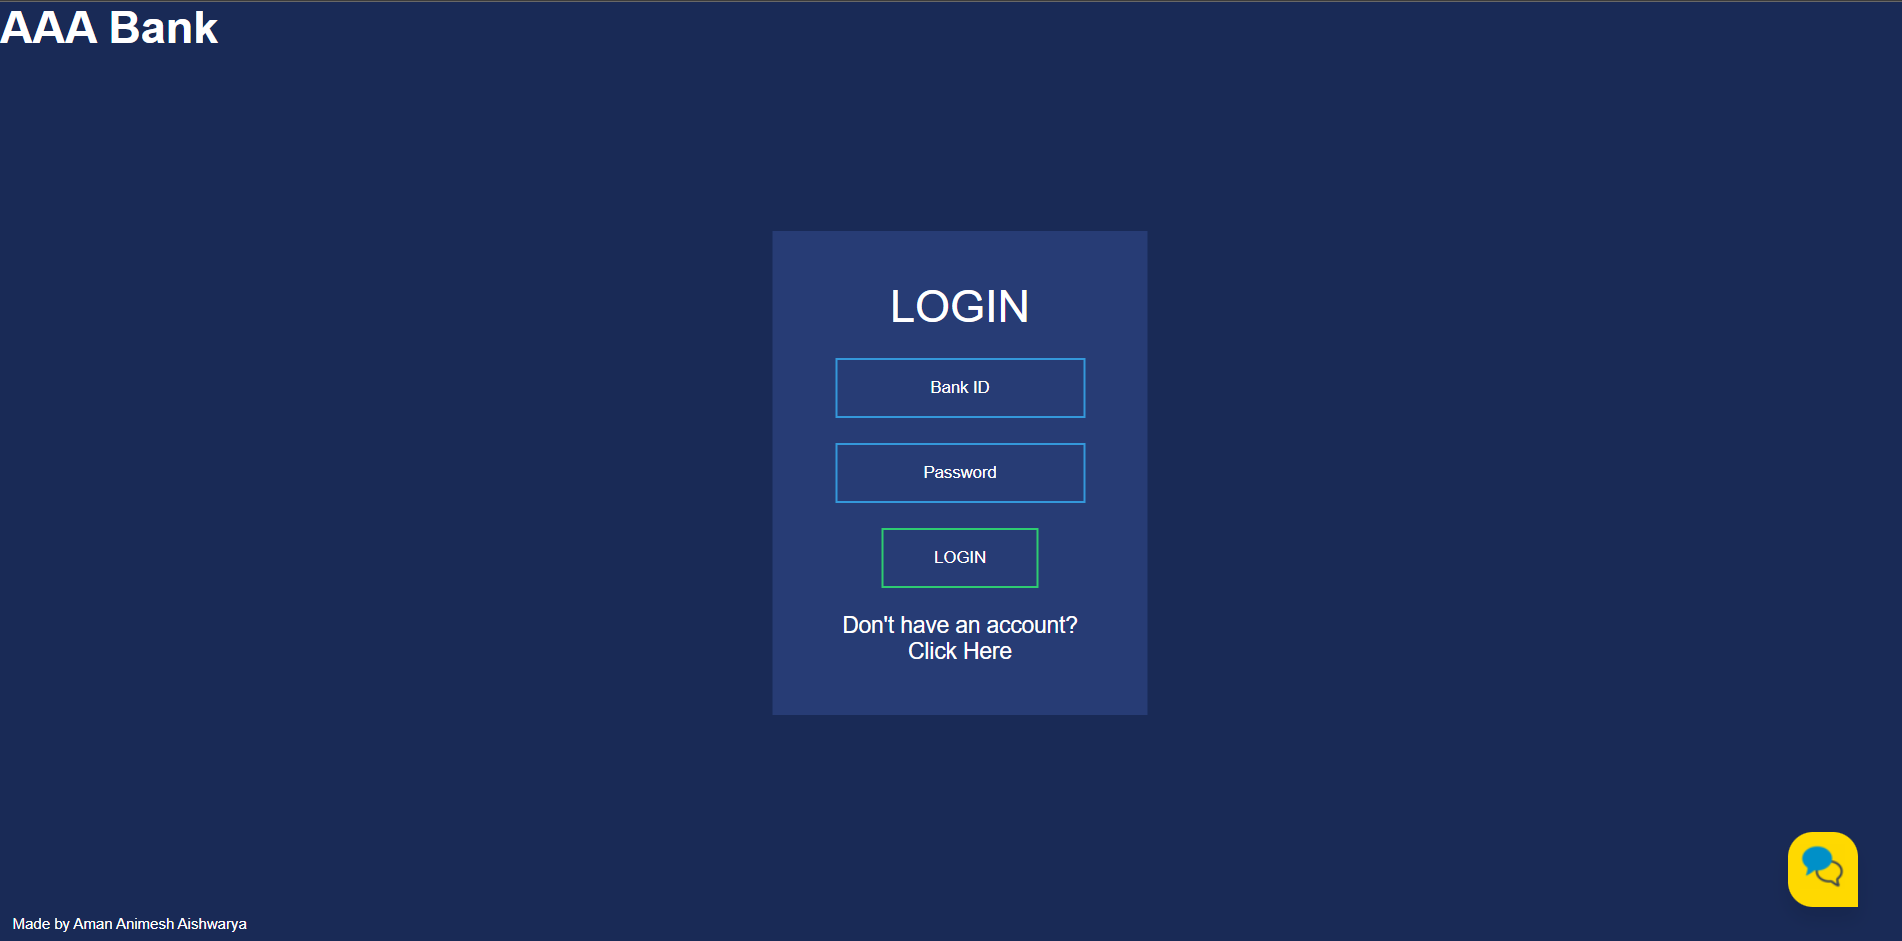 AAA Bank
LOGIN
Bank ID
Password
LOGIN
Don't have an account?
Click Here
Made by Aman Animesh Aishwarya